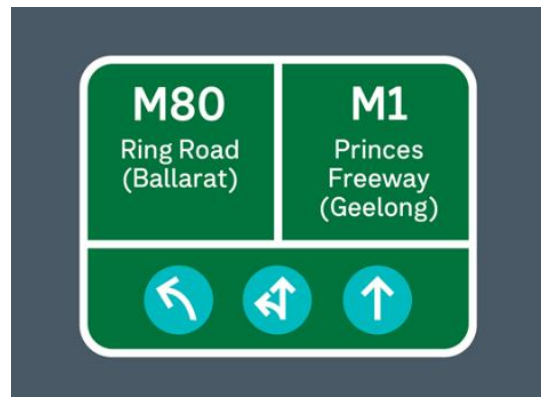 M80
Ring Road
(Ballarat)
M1
Princes
Freeway
(Geelong)